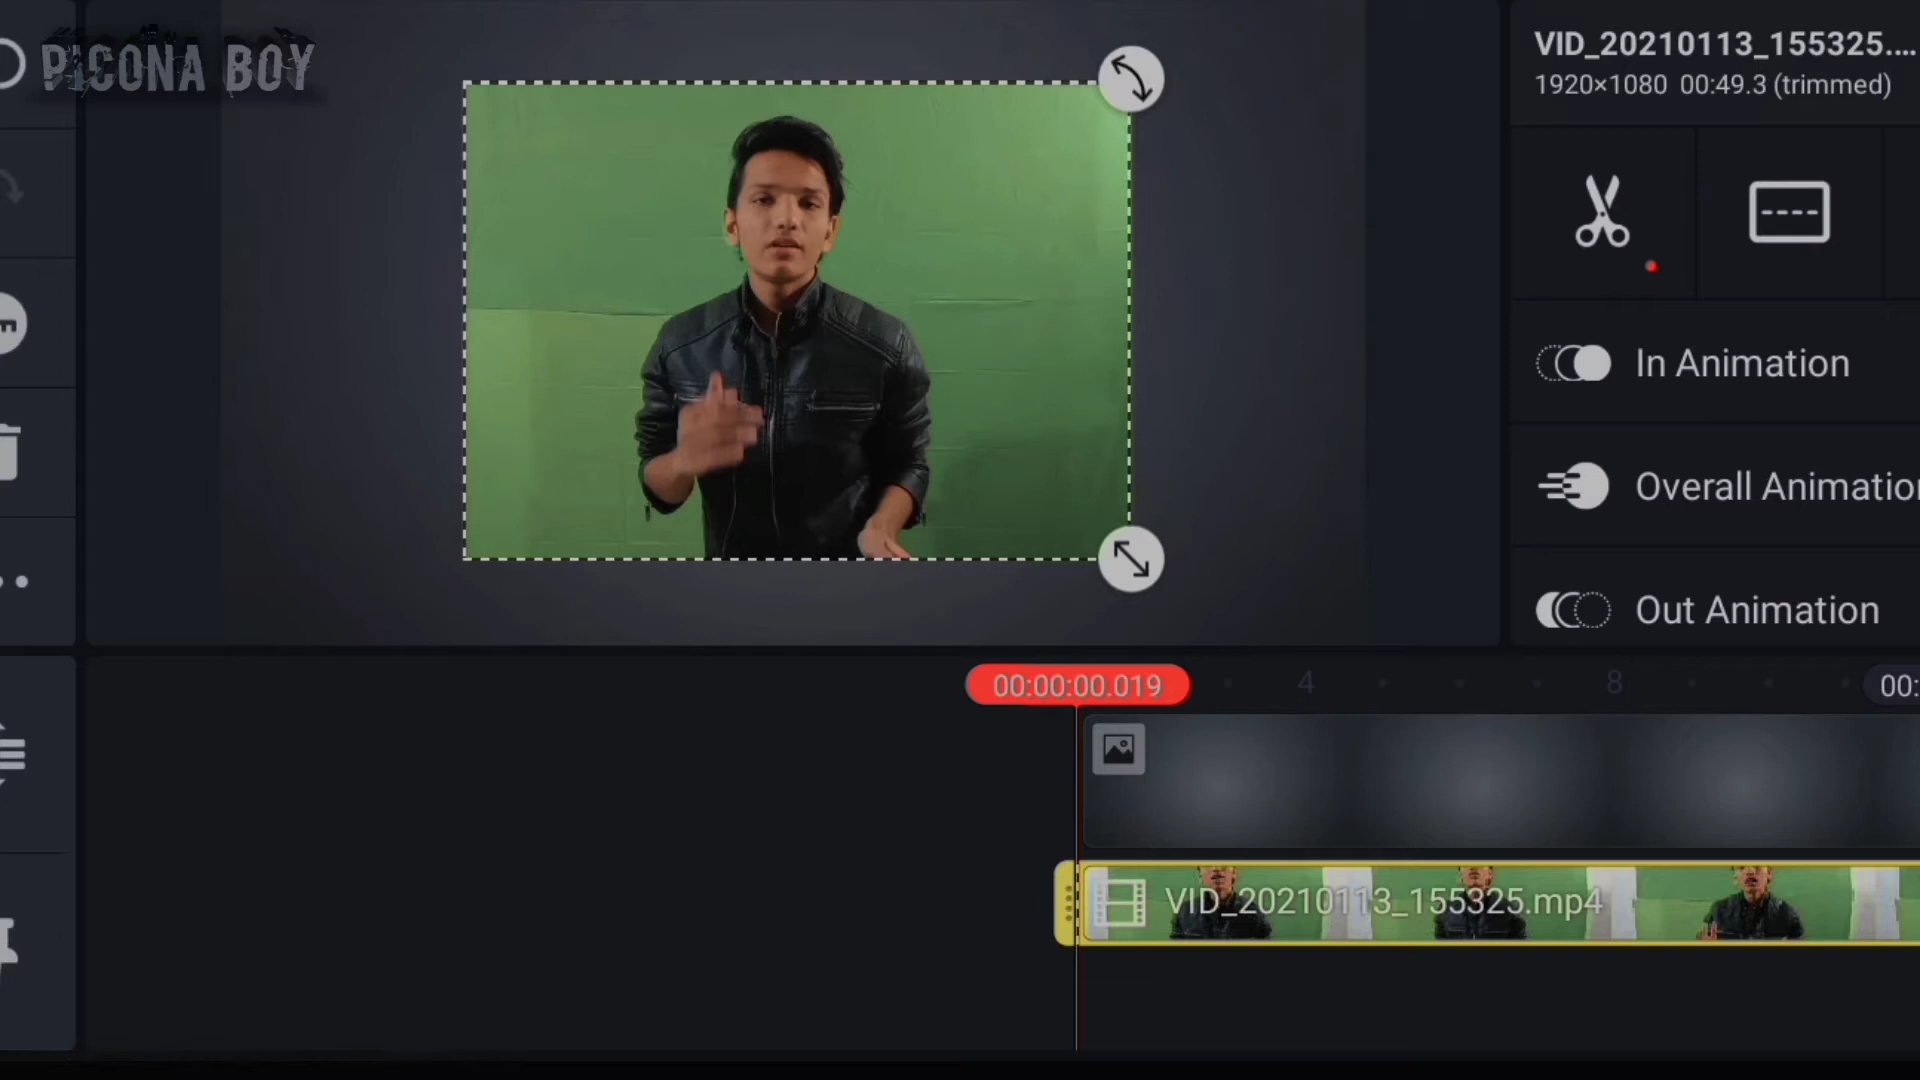 PICONA BOY
VID_20210113_155325....
1920×1080 00:49.3 (trimmed)
In Animation
Overall Animation
Out Animation
00:00:00.019
4
8
00:
VID_20210113_155325.mp4